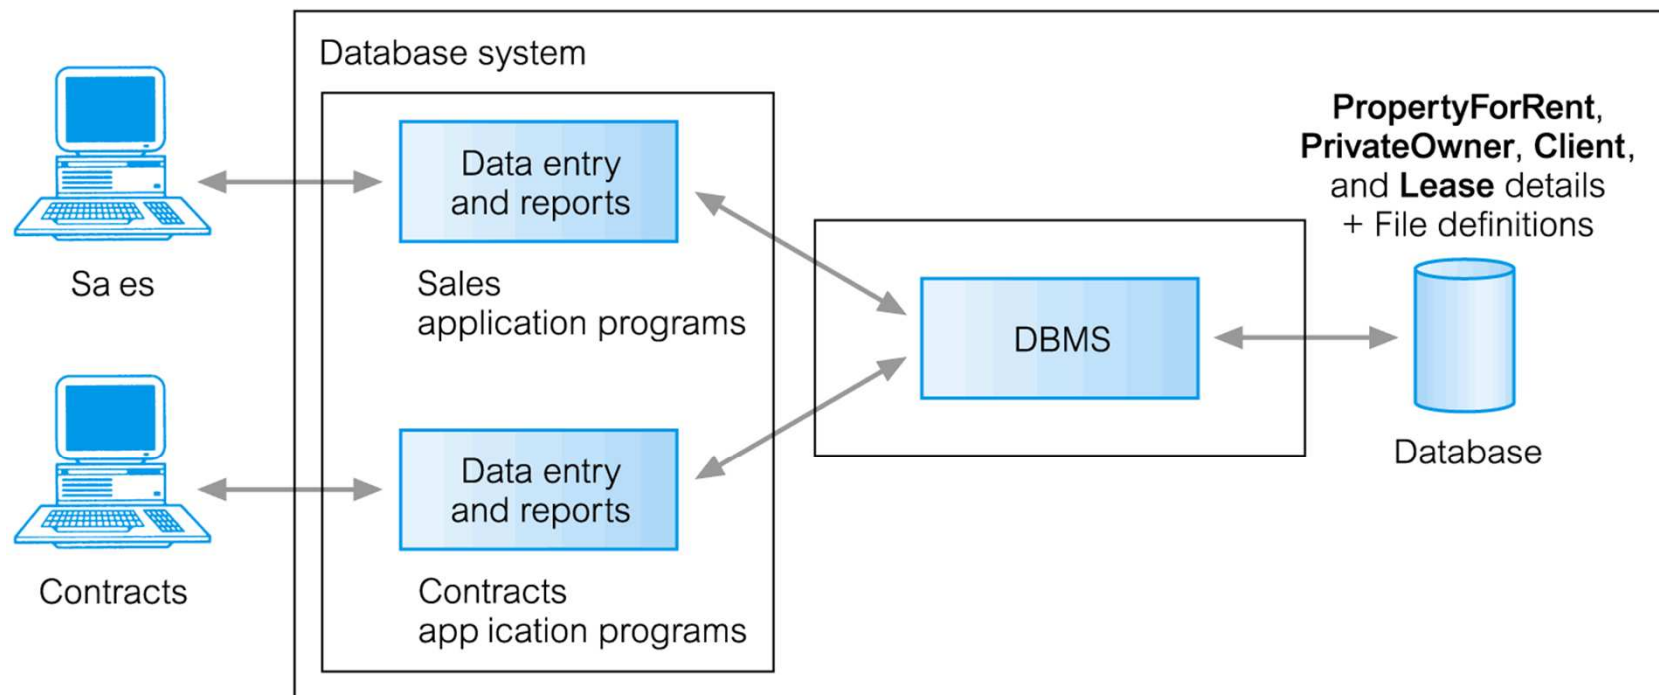 Database system
Sa es
Data entry
and reports
Sales
application programs
Contracts
Data entry
and reports
Contracts
app ication programs
DBMS
PropertyForRent,
PrivateOwner, Client,
and Lease details
+ File definitions
Database